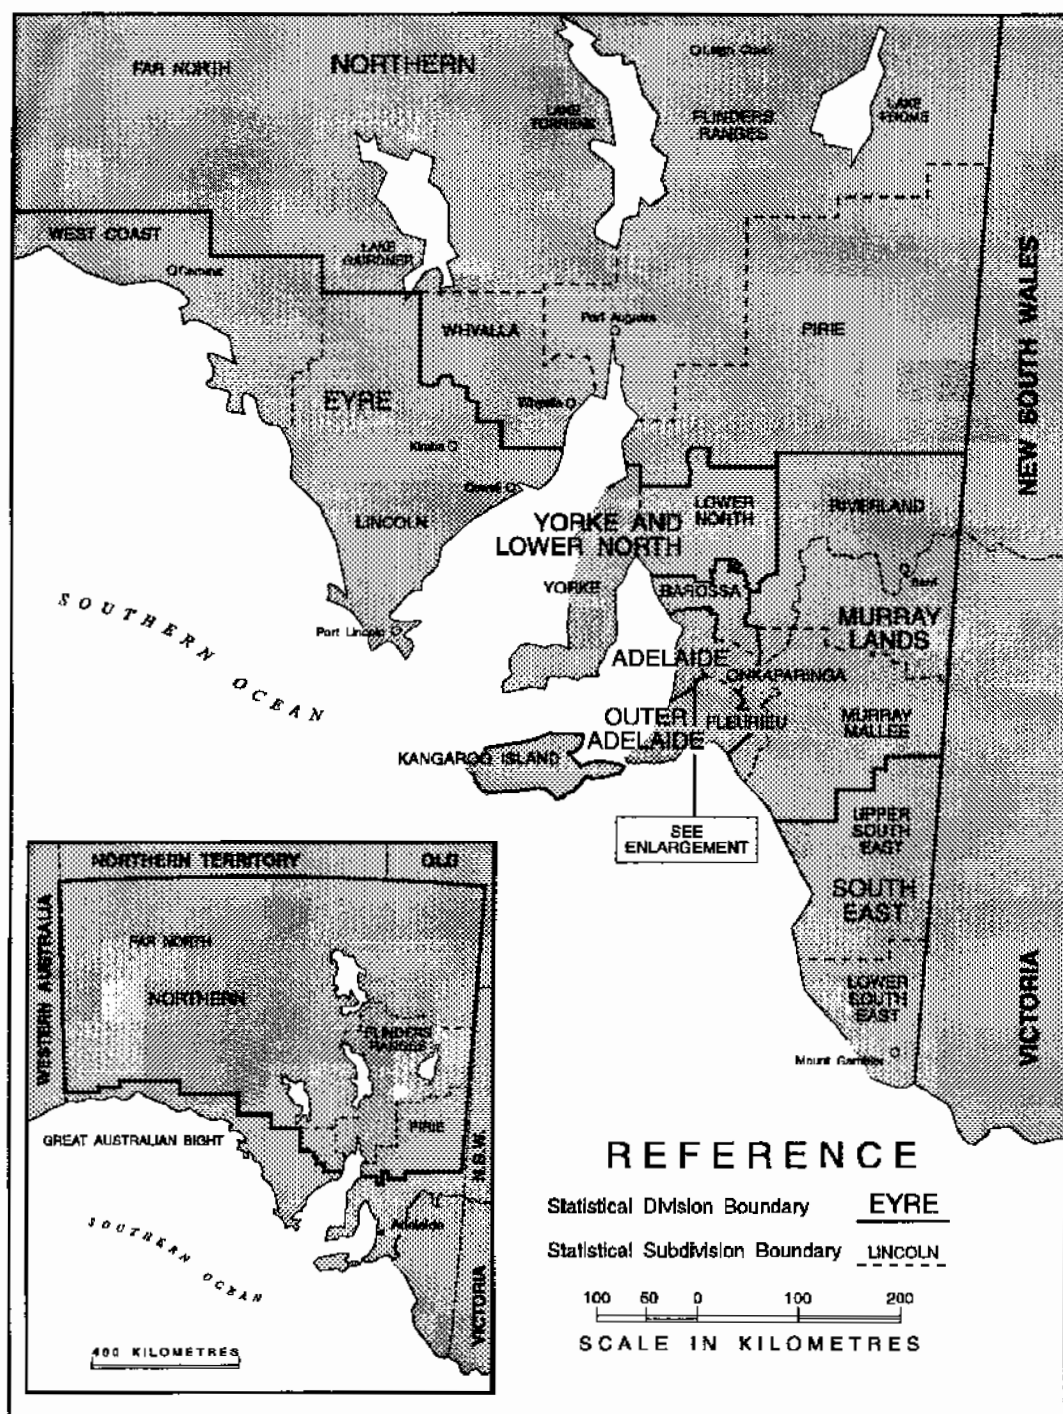 FAR NORTH
NORTHERN
LAKE
TORRENS
FLINDERS
RANGES
LAKE
FROME
WEST COAST
LAKE
GAIRDNER
WHYALLA
Port Augusta
PIRIE
EYRE
Whyalla
Kimba
LINCOLN
LOWER
NORTH
RIVERLAND
YORKE AND
LOWER NORTH
YORKE
BAROSSA
Berri
MURRAY
LANDS
Port Lincoln
ADELAIDE
ONKAPARINGA
OUTER
ADELAIDE
FLEURIEU
MURRAY
MALLEE
KANGAROO ISLAND
SOUTHERN OCEAN
SEE
ENLARGEMENT
UPPER
SOUTH
EAST
SOUTH
EAST
LOWER
SOUTH
EAST
Mount Gambier
NEW SOUTH WALES
VICTORIA
NORTHERN TERRITORY
QLD
WESTERN AUSTRALIA
FAR NORTH
NORTHERN
FLINDERS
RANGES
PIRIE
N.S.W.
GREAT AUSTRALIAN BIGHT
Adelaide
SOUTHERN OCEAN
VICTORIA
400 KILOMETRES
REFERENCE
Statistical Division Boundary EYRE
Statistical Subdivision Boundary LINCOLN
100 50 0 100 200
SCALE IN KILOMETRES